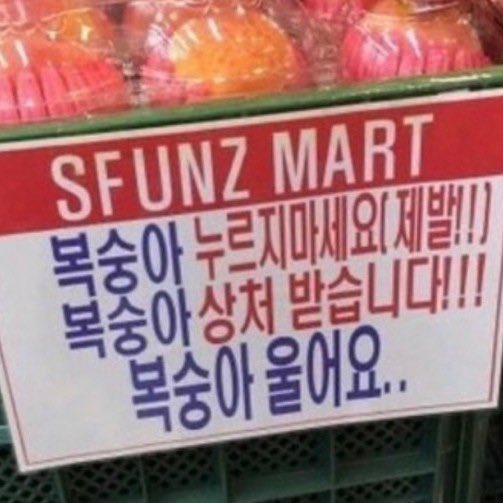 SFUNZ MART
복숭아 누르지마세요(제발!!)
복숭아 상처 받습니다!!!
복숭아 울어요..